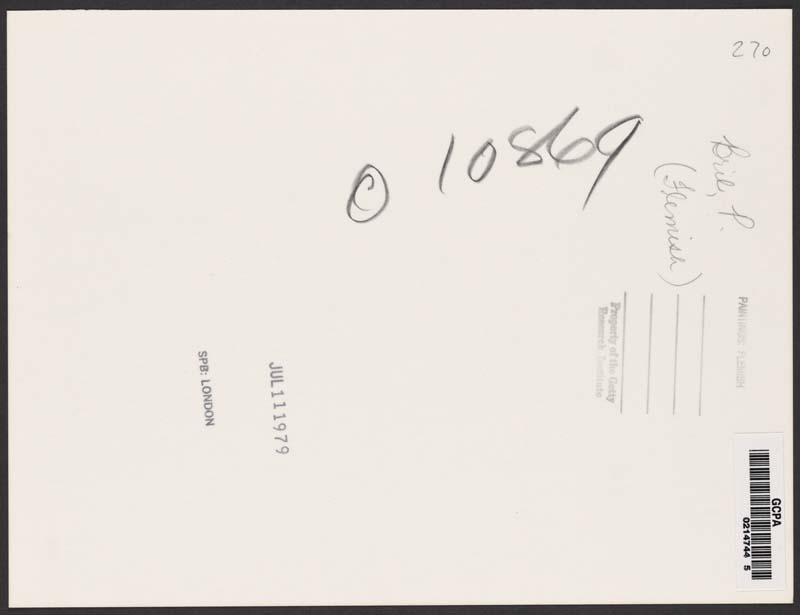 270
© 10869
Bril, P.
(Flemish)
PAINTINGS: FLEMISH
Property of the Getty
Research Institute
JUL 11 1979
SPB: LONDON
GCPA
0214744 5